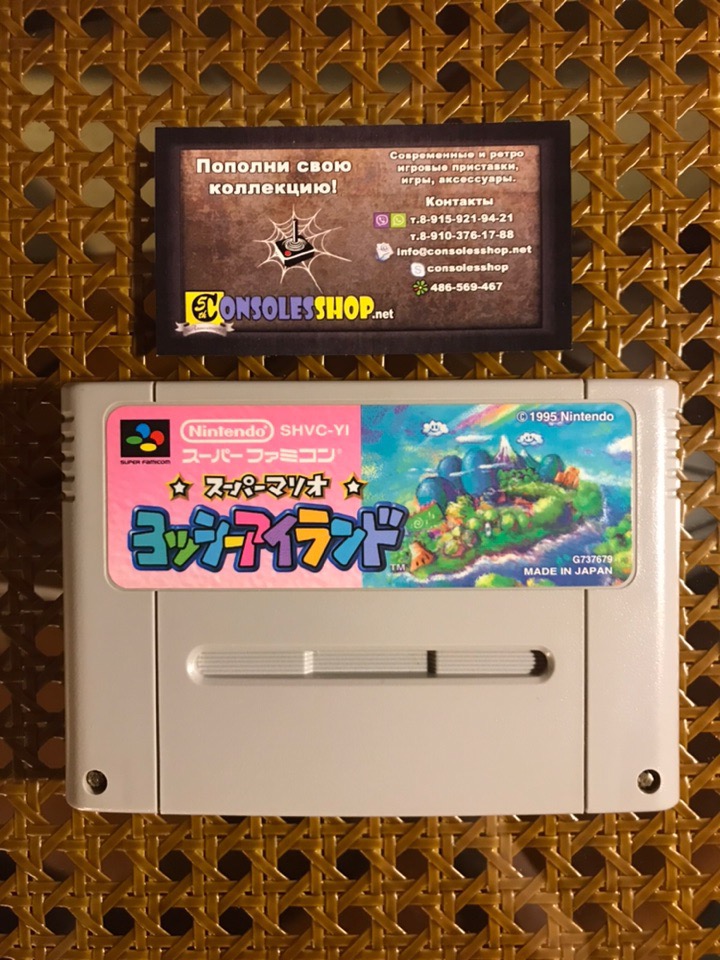 Пополни свою
коллекцию!
Современные и ретро
игровые приставки,
игры, аксессуары.
Контакты
т.8-915-921-94-21
т.8-910-376-17-88
info@consolesshop.net
consolesshop
486-569-467
CONSOLESSHOP.net
SUPER FAMICOM
Nintendo SHVC-YI
スーパーファミコン
© 1995 Nintendo
☆ スーパーマリオ ☆
ヨッシーアイランド TM
G737679
MADE IN JAPAN